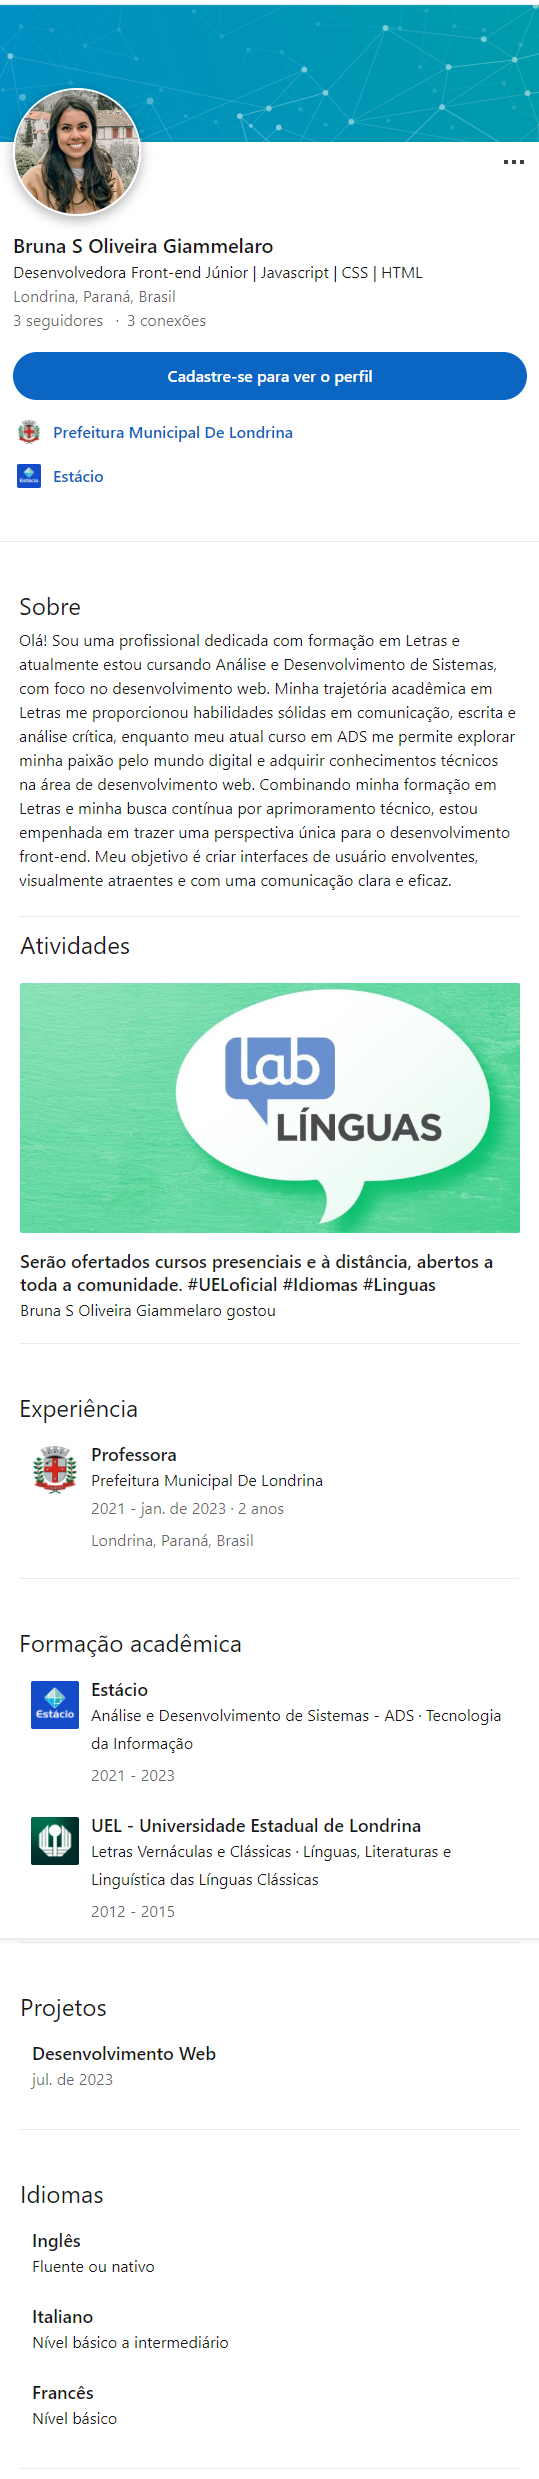 Bruna S Oliveira Giammelaro
Desenvolvedora Front-end Júnior | Javascript | CSS | HTML
Londrina, Paraná, Brasil
3 seguidores · 3 conexões
Cadastre-se para ver o perfil
Prefeitura Municipal De Londrina
Estácio
Estácio
Sobre
Olá! Sou uma profissional dedicada com formação em Letras e
atualmente estou cursando Análise e Desenvolvimento de Sistemas,
com foco no desenvolvimento web. Minha trajetória acadêmica em
Letras me proporcionou habilidades sólidas em comunicação, escrita e
análise crítica, enquanto meu atual curso em ADS me permite explorar
minha paixão pelo mundo digital e adquirir conhecimentos técnicos
na área de desenvolvimento web. Combinando minha formação em
Letras e minha busca contínua por aprimoramento técnico, estou
empenhada em trazer uma perspectiva única para o desenvolvimento
front-end. Meu objetivo é criar interfaces de usuário envolventes,
visualmente atraentes e com uma comunicação clara e eficaz.
Atividades
lab
LÍNGUAS
Serão ofertados cursos presenciais e à distância, abertos a
toda a comunidade. #UELoficial #Idiomas #Linguas
Bruna S Oliveira Giammelaro gostou
Experiência
Professora
Prefeitura Municipal De Londrina
2021 - jan. de 2023 · 2 anos
Londrina, Paraná, Brasil
Formação acadêmica
Estácio
Estácio
Análise e Desenvolvimento de Sistemas - ADS · Tecnologia
da Informação
2021 - 2023
UEL - Universidade Estadual de Londrina
Letras Vernáculas e Clássicas · Línguas, Literaturas e
Linguística das Línguas Clássicas
2012 - 2015
Projetos
Desenvolvimento Web
jul. de 2023
Idiomas
Inglês
Fluente ou nativo
Italiano
Nível básico a intermediário
Francês
Nível básico